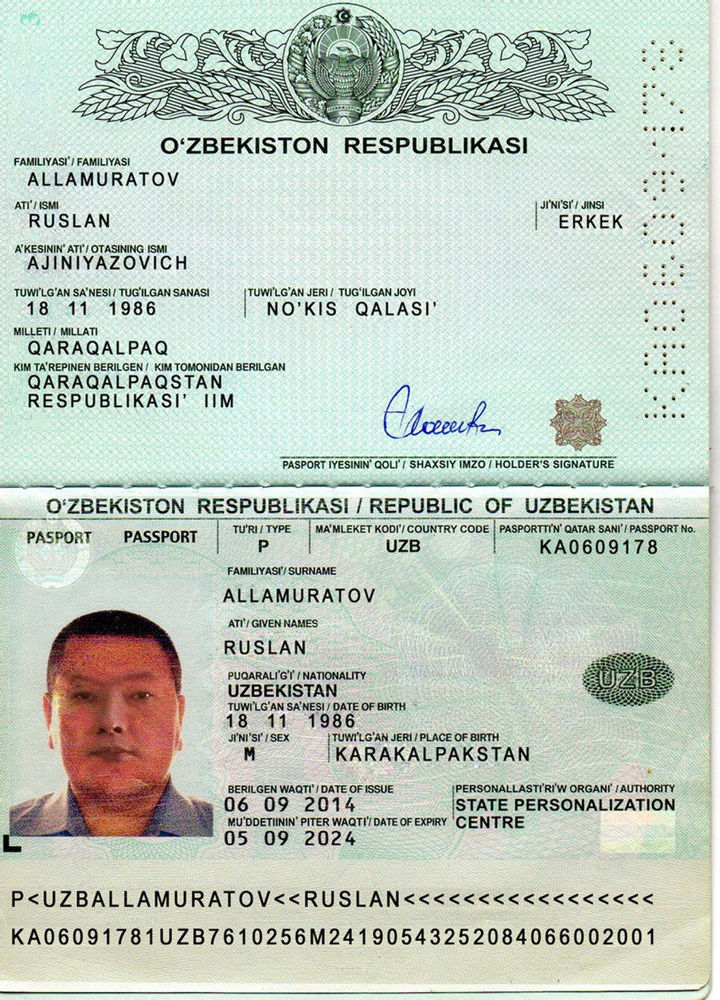 O‘ZBEKISTON RESPUBLIKASI
FAMILIYASI’/ FAMILIYASI
ALLAMURATOV
ATI’/ ISMI
JI’NI’SI’/ JINSI
RUSLAN
ERKEK
A’KESININ’ ATI’/ OTASINING ISMI
AJINIYAZOVICH
TUWI’LG’AN SA’NESI / TUG’ILGAN SANASI
TUWI’LG’AN JERI / TUG’ILGAN JOYI
18 11 1986
NO’KIS QALASI’
MILLETI / MILLATI
QARAQALPAQ
KIM TA’REPINEN BERILGEN / KIM TOMONIDAN BERILGAN
QARAQALPAQSTAN
RESPUBLIKASI’ IIM
PASPORT IYESININ’ QOLI’/ SHAXSIY IMZO / HOLDER’S SIGNATURE
O‘ZBEKISTON RESPUBLIKASI / REPUBLIC OF UZBEKISTAN
PASPORT PASSPORT
TU’RI / TYPE
MA’MLEKET KODI’/ COUNTRY CODE
PASPORTTI’N’ QATAR SANI’/ PASSPORT No.
P
UZB
KA0609178
FAMILIYASI’/ SURNAME
ALLAMURATOV
ATI’/ GIVEN NAMES
RUSLAN
PUQARALI’G’I’/ NATIONALITY
UZBEKISTAN
UZB
TUWI’LG’AN SA’NESI / DATE OF BIRTH
18 11 1986
JI’NI’SI’/ SEX
TUWI’LG’AN JERI / PLACE OF BIRTH
M
KARAKALPAKSTAN
BERILGEN WAQTI’/ DATE OF ISSUE
PERSONALLASTI’RI’W ORGANI’/ AUTHORITY
06 09 2014
STATE PERSONALIZATION
MU’DDETIININ’ PITER WAQTI’/ DATE OF EXPIRY
CENTRE
05 09 2024
P<UZBALLAMURATOV<<RUSLAN<<<<<<<<<<<<<<<<<
KA06091781UZB7610256M24190543252084066002001